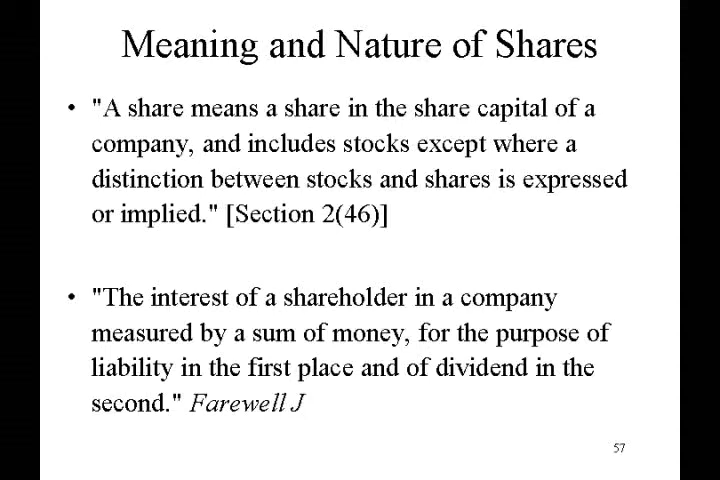 Meaning and Nature of Shares
• "A share means a share in the share capital of a
company, and includes stocks except where a
distinction between stocks and shares is expressed
or implied." [Section 2(46)]
• "The interest of a shareholder in a company
measured by a sum of money, for the purpose of
liability in the first place and of dividend in the
second." Farewell J
57